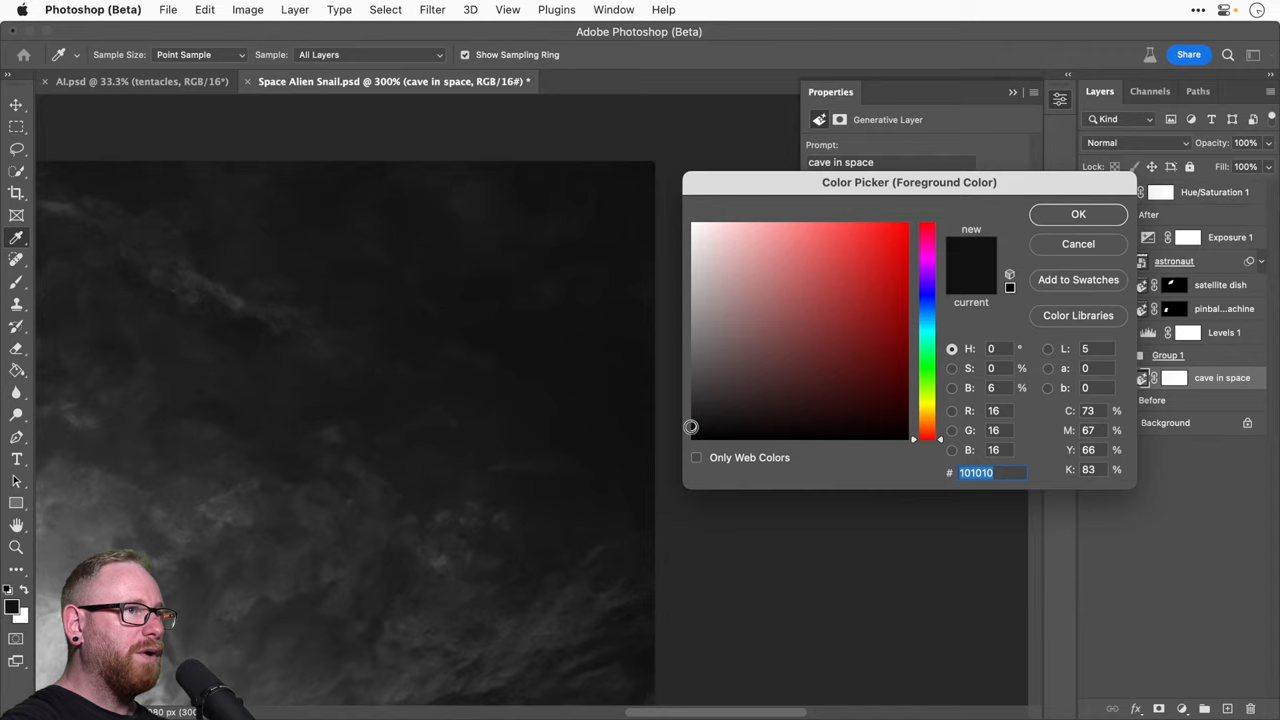 Photoshop (Beta) File Edit Image Layer Type Select Filter 3D View Plugins Window Help
Adobe Photoshop (Beta)
Sample Size: Point Sample Sample: All Layers Show Sampling Ring Share
AI.psd @ 33.3% (tentacles, RGB/16*) Space Alien Snail.psd @ 300% (cave in space, RGB/16#) *
Properties
Generative Layer
Prompt:
cave in space
Layers Channels Paths
Kind
Normal Opacity: 100%
Lock: Fill: 100%
Hue/Saturation 1
After
Exposure 1
astronaut
satellite dish
pinbal...achine
Levels 1
Group 1
cave in space
Before
Background
Color Picker (Foreground Color)
new
current
OK
Cancel
Add to Swatches
Color Libraries
H: 0 ° L: 5
S: 0 % a: 0
B: 6 % b: 0
R: 16 C: 73 %
G: 16 M: 67 %
B: 16 Y: 66 %
# 101010 K: 83 %
Only Web Colors